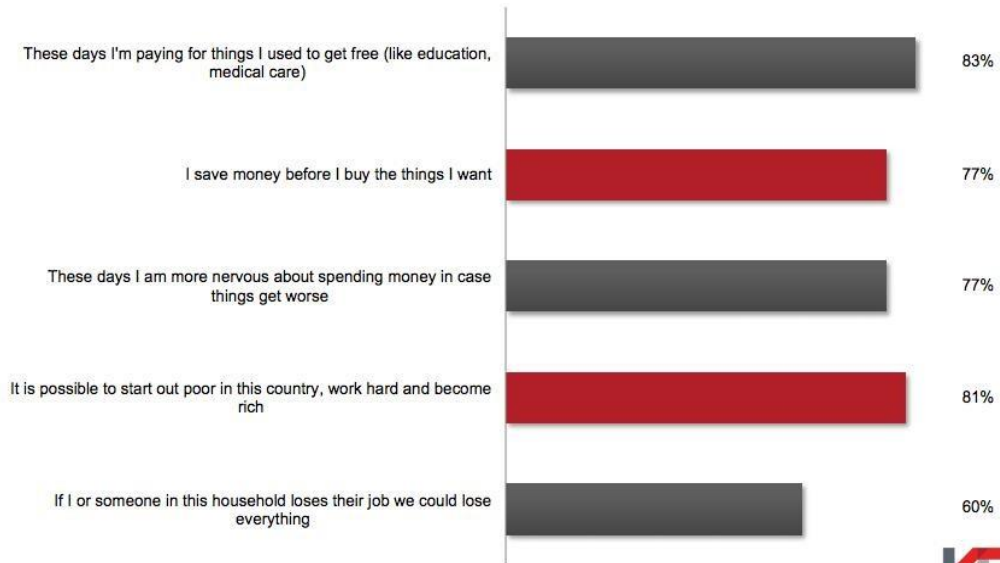 These days I'm paying for things I used to get free (like education,
medical care)
83%
I save money before I buy the things I want
77%
These days I am more nervous about spending money in case
things get worse
77%
It is possible to start out poor in this country, work hard and become
rich
81%
If I or someone in this household loses their job we could lose
everything
60%